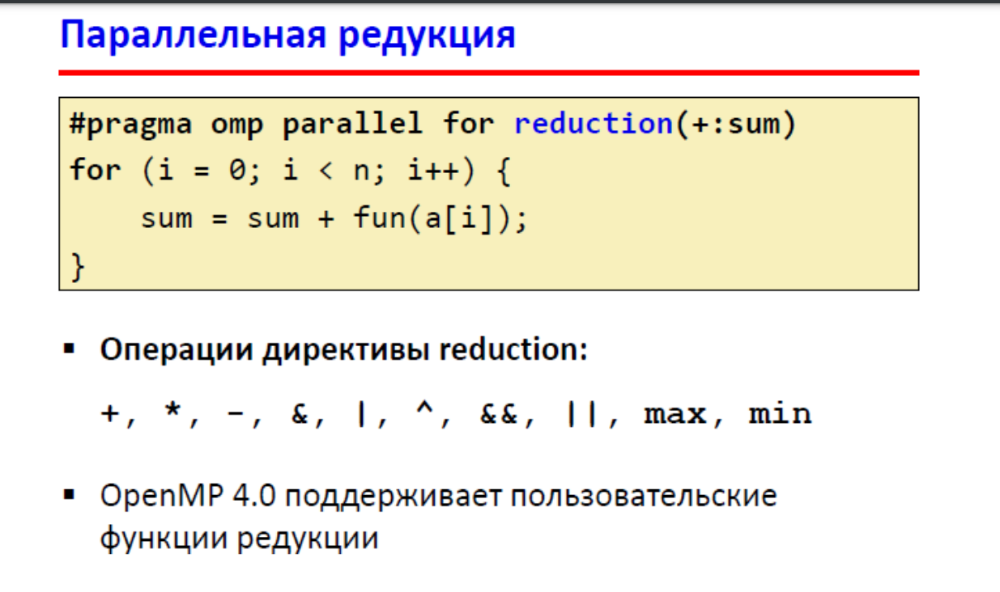 Параллельная редукция
#pragma omp parallel for reduction(+:sum)
for (i = 0; i < n; i++) {
    sum = sum + fun(a[i]);
}
▪ Операции директивы reduction:
+, *, -, &, |, ^, &&, ||, max, min
▪ OpenMP 4.0 поддерживает пользовательские
функции редукции